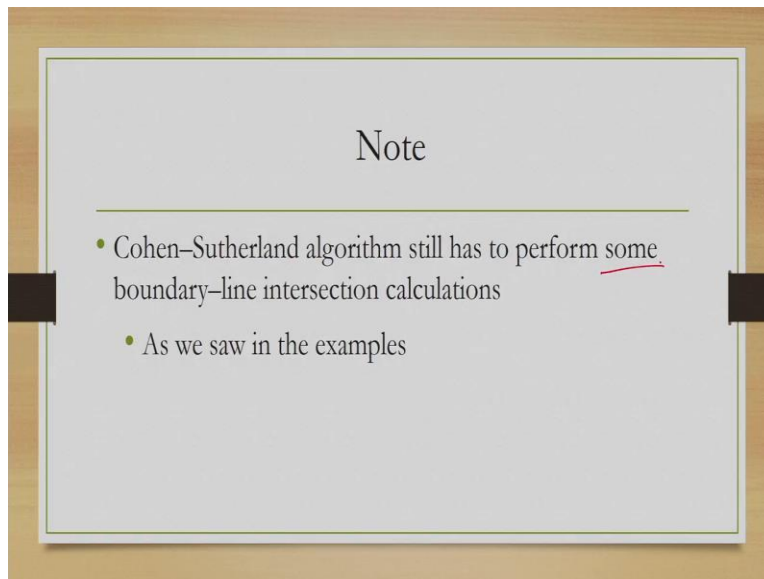 Note
• Cohen–Sutherland algorithm still has to perform some
boundary–line intersection calculations
• As we saw in the examples